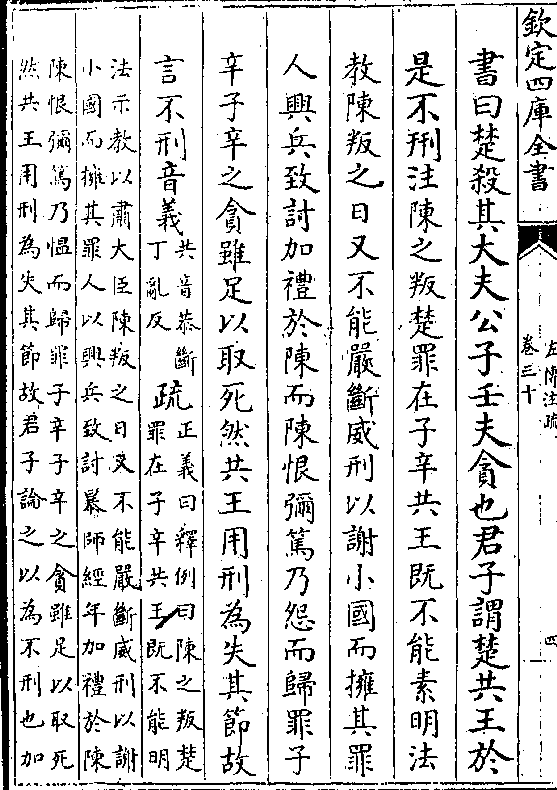 欽定四庫全書
左傳注疏
卷三十
四
書曰楚殺其大夫公子壬夫貪也君子謂楚共王於
是不刑注陳之叛楚罪在子辛共王既不能素明法
教陳叛之日又不能嚴斷威刑以謝小國而擁其罪
人興兵致討加禮於陳而陳恨彌篤乃怨而歸罪子
辛子辛之貪雖足以取死然共王用刑為失其節故
言不刑音義
共音恭斷
丁亂反
疏
正義曰釋例曰陳之叛楚
罪在子辛共王既不能明
法示教以肅大臣陳叛之日又不能嚴斷威刑以謝
小國而擁其罪人以興兵致討暴師經年加禮於陳
陳恨彌篤乃愠而歸罪子辛子辛之貪雖足以取死
然共王用刑為失其節故君子論之以為不刑也加